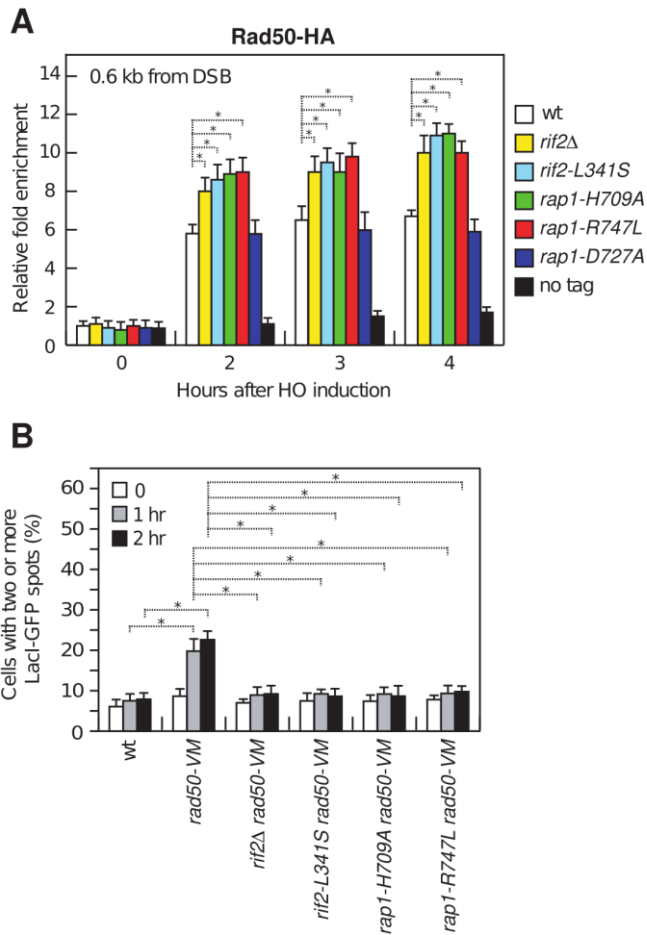 A
Rad50-HA
0.6 kb from DSB
14
12
10
8
6
4
2
0
Relative fold enrichment
* * * * * * * * * * * *
0 2 3 4
Hours after HO induction
wt
rif2Δ
rif2-L341S
rap1-H709A
rap1-R747L
rap1-D727A
no tag
B
60
50
40
30
20
10
0
Cells with two or more
LacI-GFP spots (%)
0
1 hr
2 hr
* * * * * * * * * *
wt
rad50-VM
rif2Δ rad50-VM
rif2-L341S rad50-VM
rap1-H709A rad50-VM
rap1-R747L rad50-VM